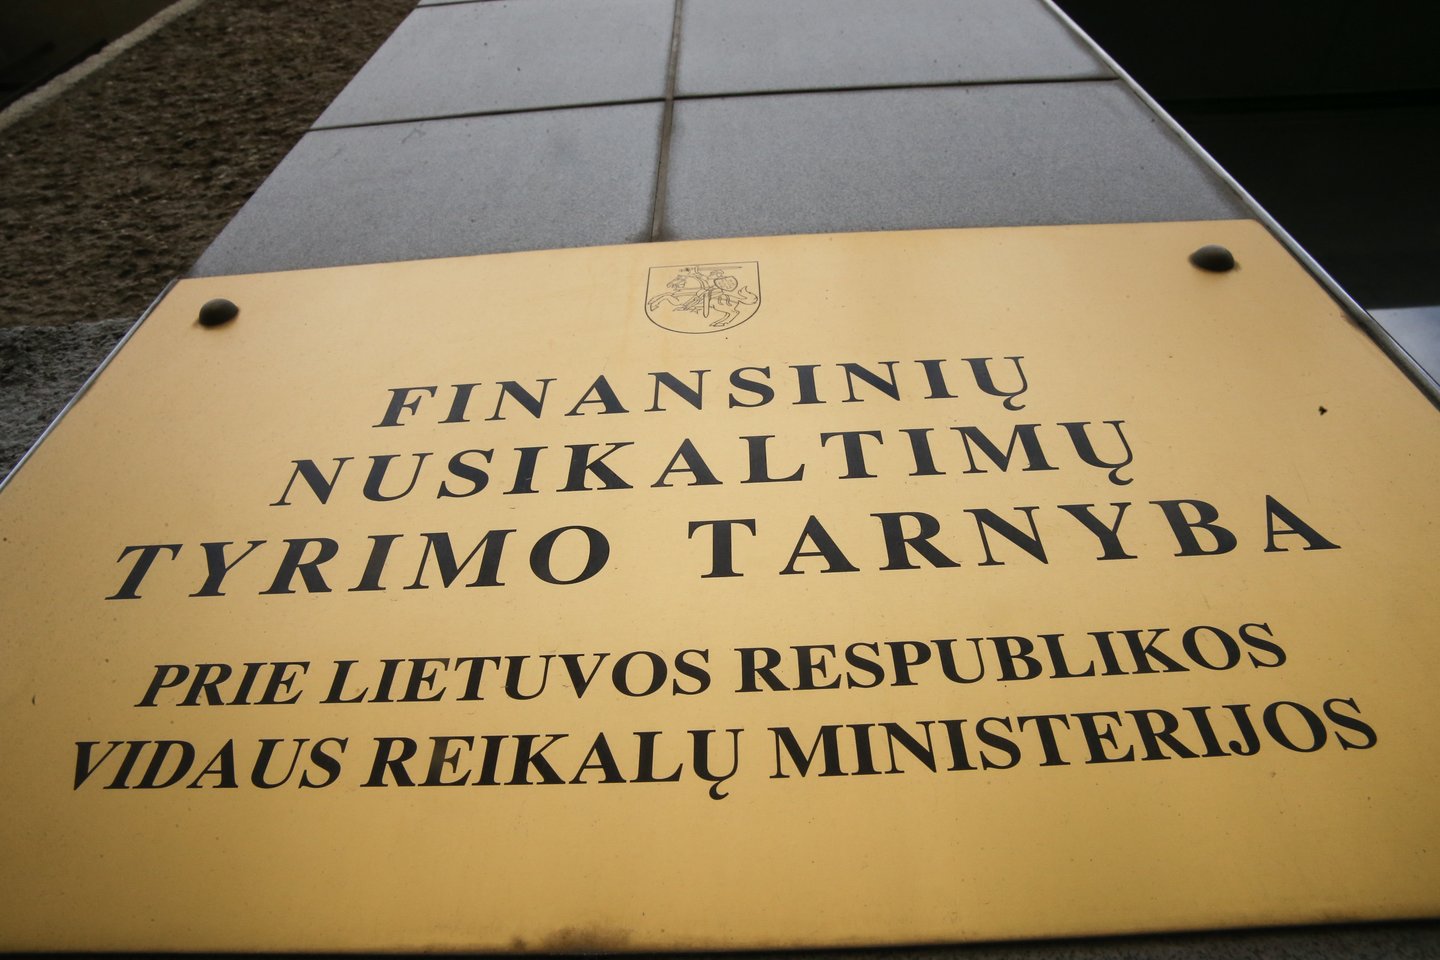 FINANSINIŲ
NUSIKALTIMŲ
TYRIMO TARNYBA
PRIE LIETUVOS RESPUBLIKOS
VIDAUS REIKALŲ MINISTERIJOS